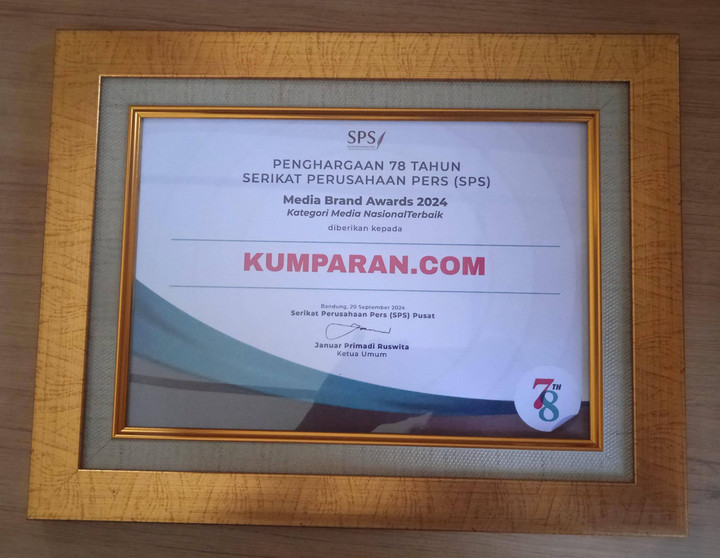 SPS
PENGHARGAAN 78 TAHUN
SERIKAT PERUSAHAAN PERS (SPS)
Media Brand Awards 2024
Kategori Media NasionalTerbaik
diberikan kepada
KUMPARAN.COM
Bandung, 20 September 2024
Serikat Perusahaan Pers (SPS) Pusat
Januar Primadi Ruswita
Ketua Umum
78TH